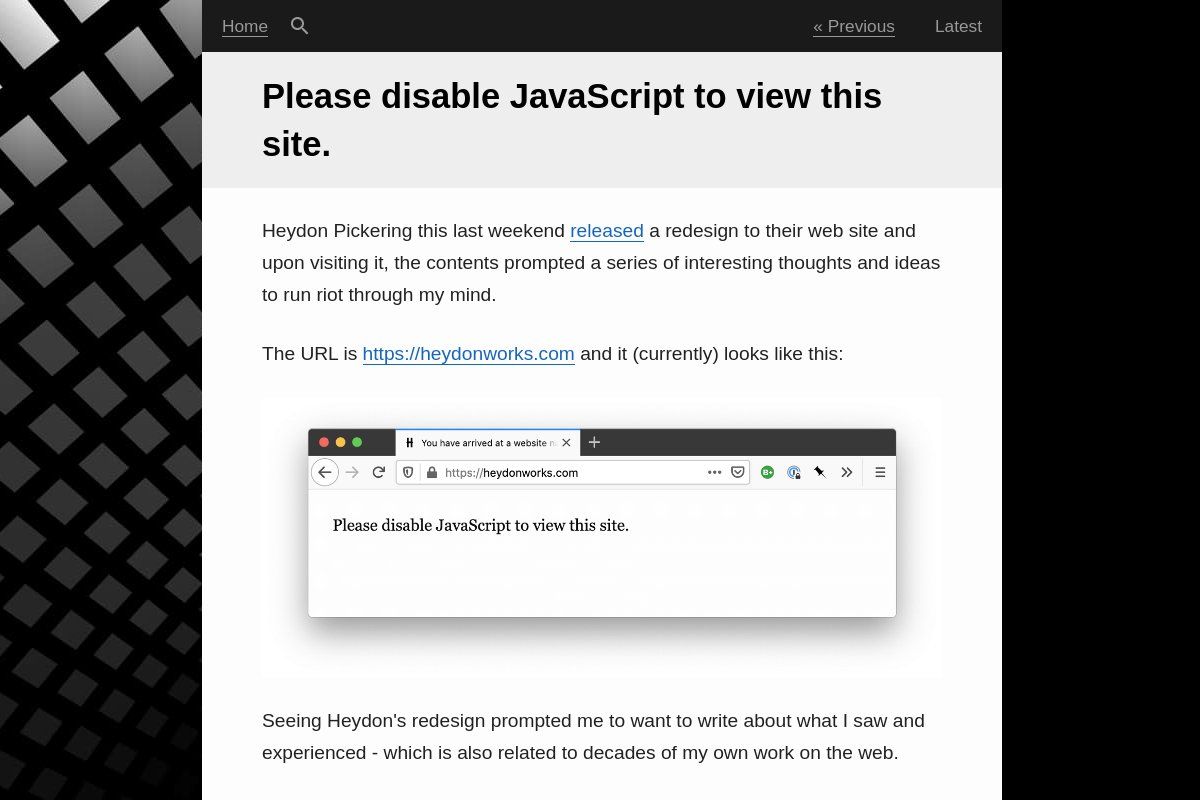 Home
« Previous
Latest
Please disable JavaScript to view this
site.
Heydon Pickering this last weekend released a redesign to their web site and
upon visiting it, the contents prompted a series of interesting thoughts and ideas
to run riot through my mind.
The URL is https://heydonworks.com and it (currently) looks like this:
You have arrived at a website n
https://heydonworks.com
Please disable JavaScript to view this site.
Seeing Heydon's redesign prompted me to want to write about what I saw and
experienced - which is also related to decades of my own work on the web.